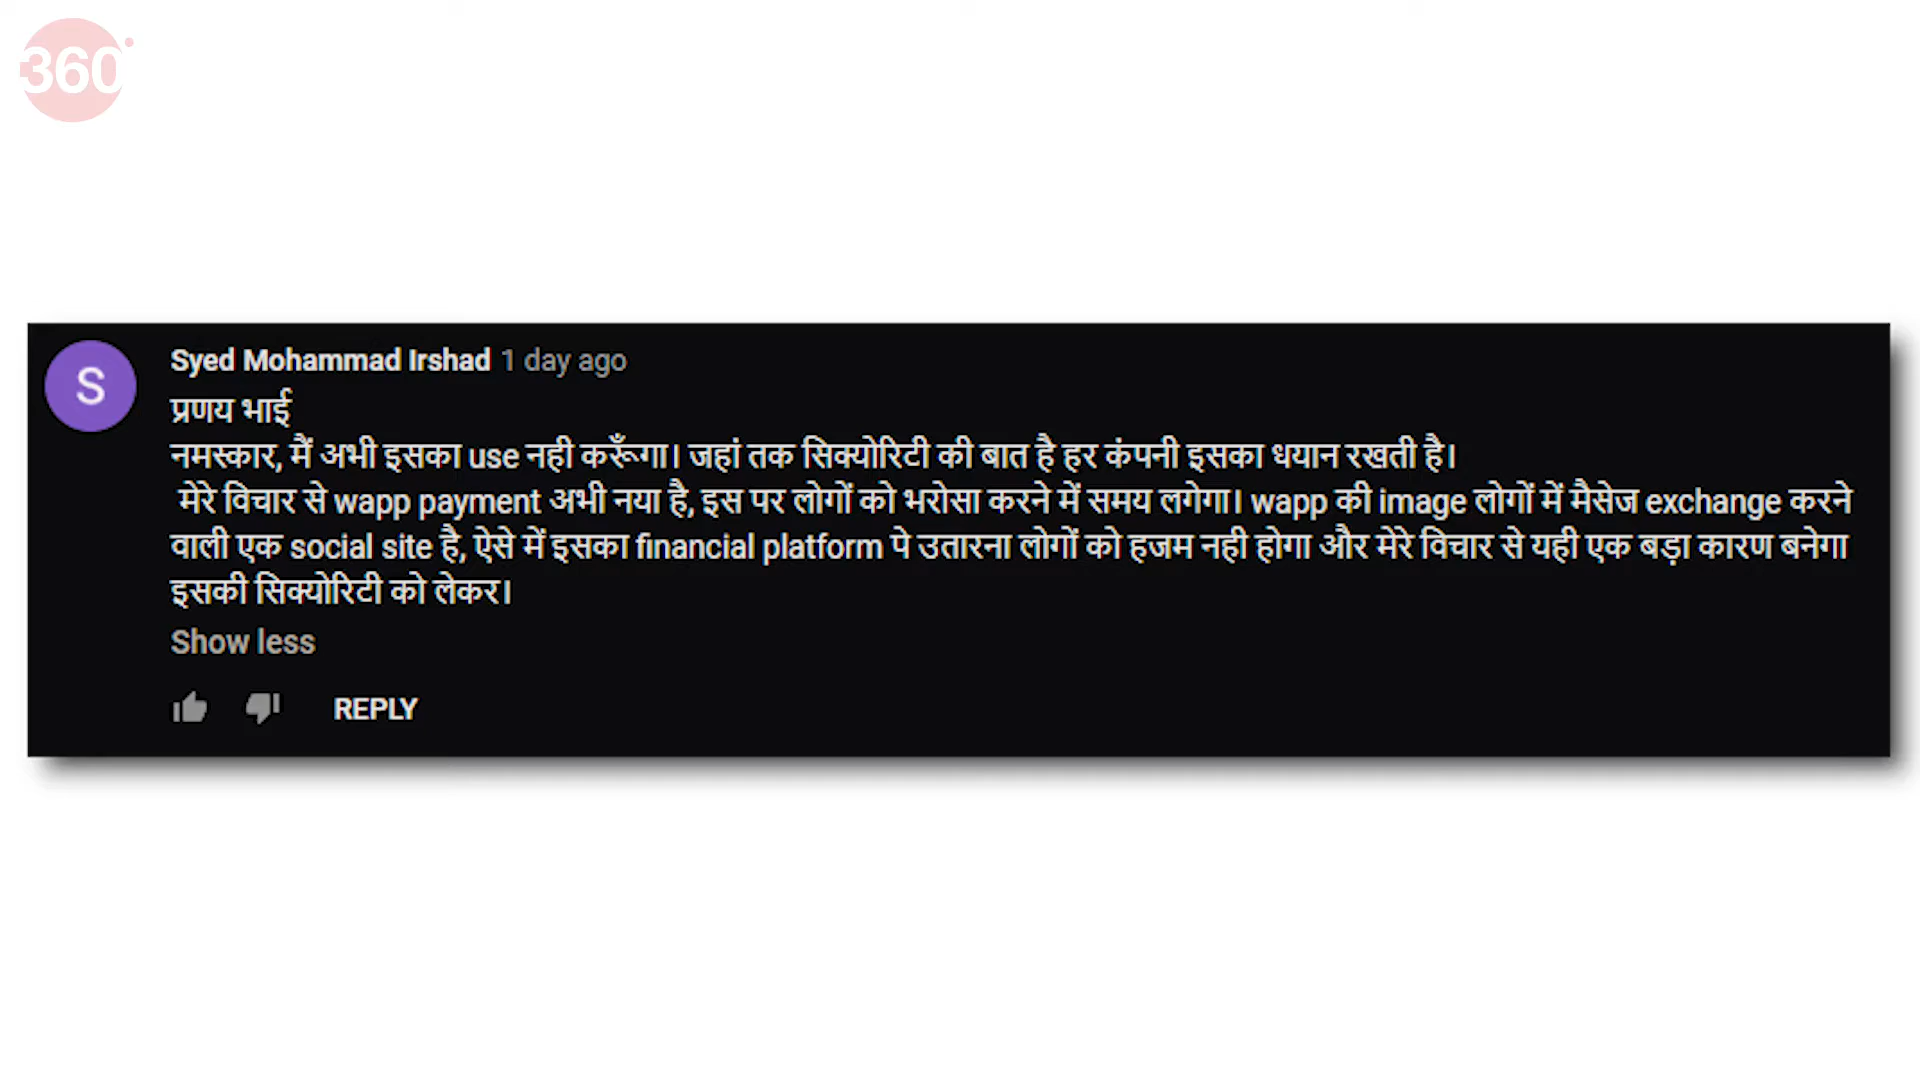 360°
Syed Mohammad Irshad 1 day ago
S
प्रणय भाई
नमस्कार, मैं अभी इसका use नही करूँगा। जहां तक सिक्योरिटी की बात है हर कंपनी इसका धयान रखती है।
मेरे विचार से wapp payment अभी नया है, इस पर लोगों को भरोसा करने में समय लगेगा। wapp की image लोगों में मैसेज exchange करने
वाली एक social site है, ऐसे में इसका financial platform पे उतारना लोगों को हजम नही होगा और मेरे विचार से यही एक बड़ा कारण बनेगा
इसकी सिक्योरिटी को लेकर।
Show less
REPLY